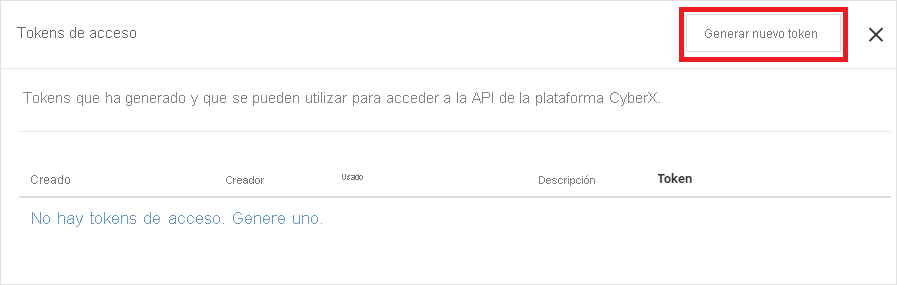 Tokens de acceso
Generar nuevo token
Tokens que ha generado y que se pueden utilizar para acceder a la API de la plataforma CyberX.
Creado Creador Usado Descripción Token
No hay tokens de acceso. Genere uno.